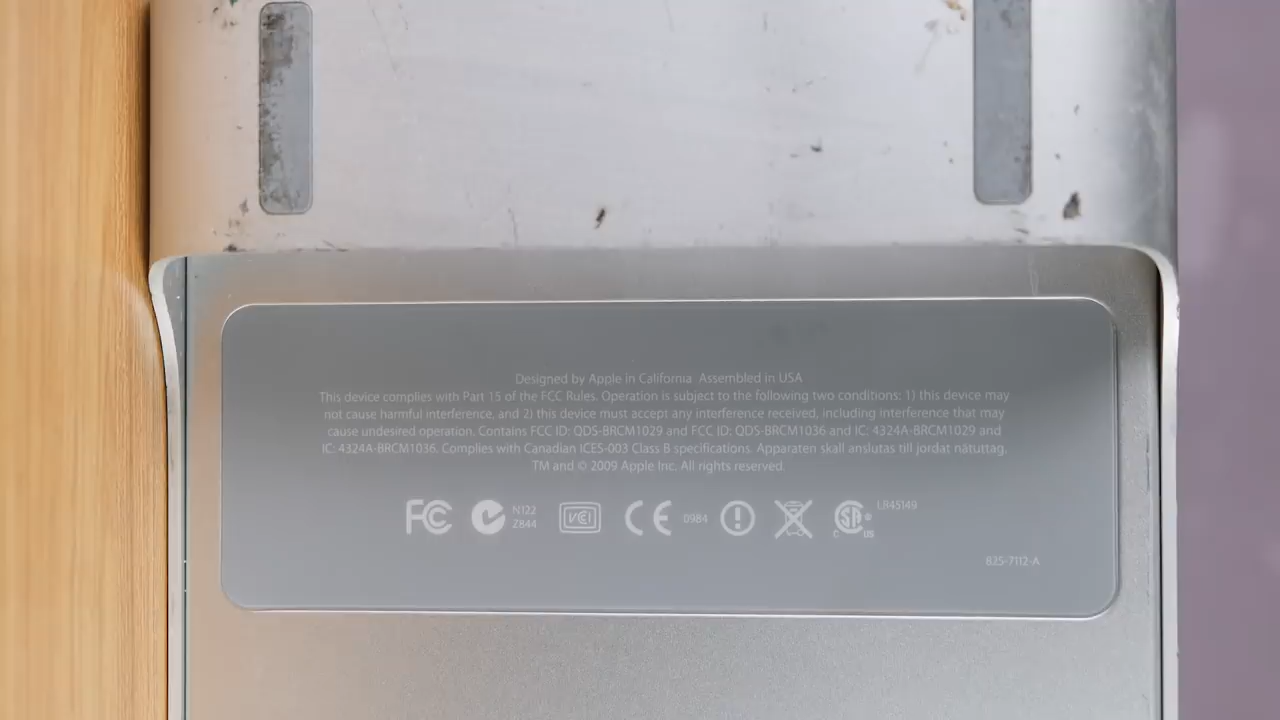 Designed by Apple in California Assembled in USA
This device complies with Part 15 of the FCC Rules. Operation is subject to the following two conditions: 1) this device may
not cause harmful interference, and 2) this device must accept any interference received, including interference that may
cause undesired operation. Contains FCC ID: QDS-BRCM1029 and FCC ID: QDS-BRCM1036 and IC: 4324A-BRCM1029 and
IC: 4324A-BRCM1036. Complies with Canadian ICES-003 Class B specifications. Apparaten skall anslutas till jordat nätuttag.
TM and © 2009 Apple Inc. All rights reserved.
FC N122 VCI CE 0984 SP LR45149
Z844 C US
825-7112-A